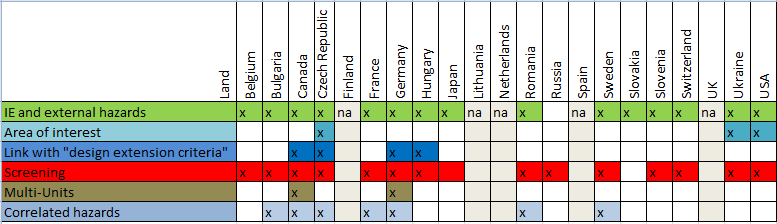 Land
Belgium
Bulgaria
Canada
Czech Republic
Finland
France
Germany
Hungary
Japan
Lithuania
Netherlands
Romania
Russia
Spain
Sweden
Slovakia
Slovenia
Switzerland
UK
Ukraine
USA
IE and external hazards x x x x na x x x x na na x na x x x x na x x
Area of interest x x x
Link with "design extension criteria" x x x x
Screening x x x x x x x x x x x x x x x
Multi-Units x x
Correlated hazards x x x x x x x